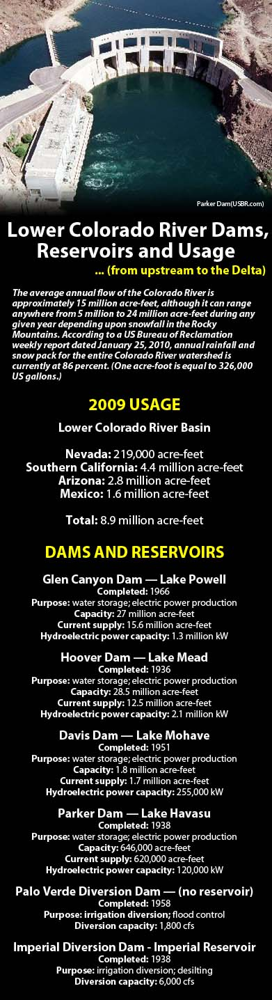 Parker Dam(USBR.com)
Lower Colorado River Dams,
Reservoirs and Usage
... (from upstream to the Delta)
The average annual flow of the Colorado River is
approximately 15 million acre-feet, although it can range
anywhere from 5 million to 24 million acre-feet during any
given year depending upon snowfall in the Rocky
Mountains. According to a US Bureau of Reclamation
weekly report dated January 25, 2010, annual rainfall and
snow pack for the entire Colorado River watershed is
currently at 86 percent. (One acre-foot is equal to 326,000
US gallons.)
2009 USAGE
Lower Colorado River Basin
Nevada: 219,000 acre-feet
Southern California: 4.4 million acre-feet
Arizona: 2.8 million acre-feet
Mexico: 1.6 million acre-feet
Total: 8.9 million acre-feet
DAMS AND RESERVOIRS
Glen Canyon Dam — Lake Powell
Completed: 1966
Purpose: water storage; electric power production
Capacity: 27 million acre-feet
Current supply: 15.6 million acre-feet
Hydroelectric power capacity: 1.3 million kW
Hoover Dam — Lake Mead
Completed: 1936
Purpose: water storage; electric power production
Capacity: 28.5 million acre-feet
Current supply: 12.5 million acre-feet
Hydroelectric power capacity: 2.1 million kW
Davis Dam — Lake Mohave
Completed: 1951
Purpose: water storage; electric power production
Capacity: 1.8 million acre-feet
Current supply: 1.7 million acre-feet
Hydroelectric power capacity: 255,000 kW
Parker Dam — Lake Havasu
Completed: 1938
Purpose: water storage; electric power production
Capacity: 646,000 acre-feet
Current supply: 620,000 acre-feet
Hydroelectric power capacity: 120,000 kW
Palo Verde Diversion Dam — (no reservoir)
Completed: 1958
Purpose: irrigation diversion; flood control
Diversion capacity: 1,800 cfs
Imperial Diversion Dam - Imperial Reservoir
Completed: 1938
Purpose: irrigation diversion; desilting
Diversion capacity: 6,000 cfs